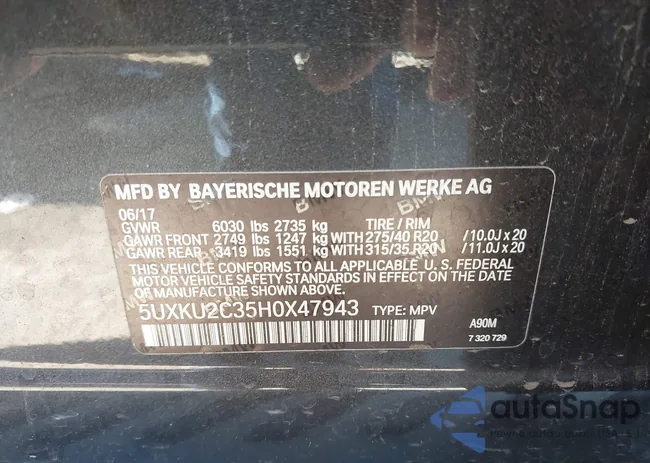 MFD BY BAYERISCHE MOTOREN WERKE AG
06/17
GVWR 6030 lbs 2735 kg TIRE / RIM
GAWR FRONT 2749 lbs 1247 kg WITH 275/40 R20 /10.0J x 20
GAWR REAR 3419 lbs 1551 kg WITH 315/35 R20 /11.0J x 20
THIS VEHICLE CONFORMS TO ALL APPLICABLE U.S. FEDERAL
MOTOR VEHICLE SAFETY STANDARDS IN EFFECT ON THE
DATE OF MANUFACTURE SHOWN ABOVE.
5UXKU2C35H0X47943 TYPE: MPV
A90M
7 320 729
autoSnap